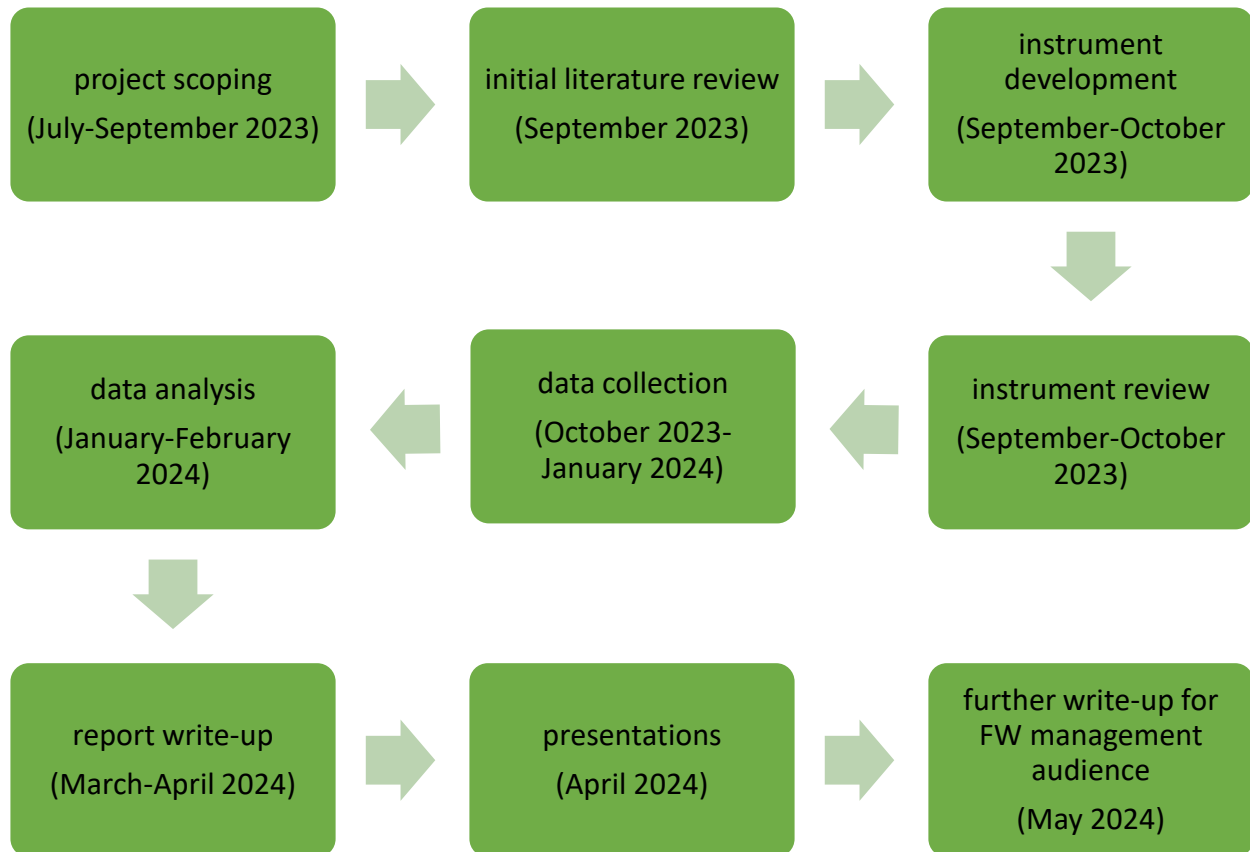 project scoping
(July-September 2023)
initial literature review
(September 2023)
instrument
development
(September-October
2023)
instrument review
(September-October
2023)
data collection
(October 2023-
January 2024)
data analysis
(January-February
2024)
report write-up
(March-April 2024)
presentations
(April 2024)
further write-up for
FW management
audience
(May 2024)